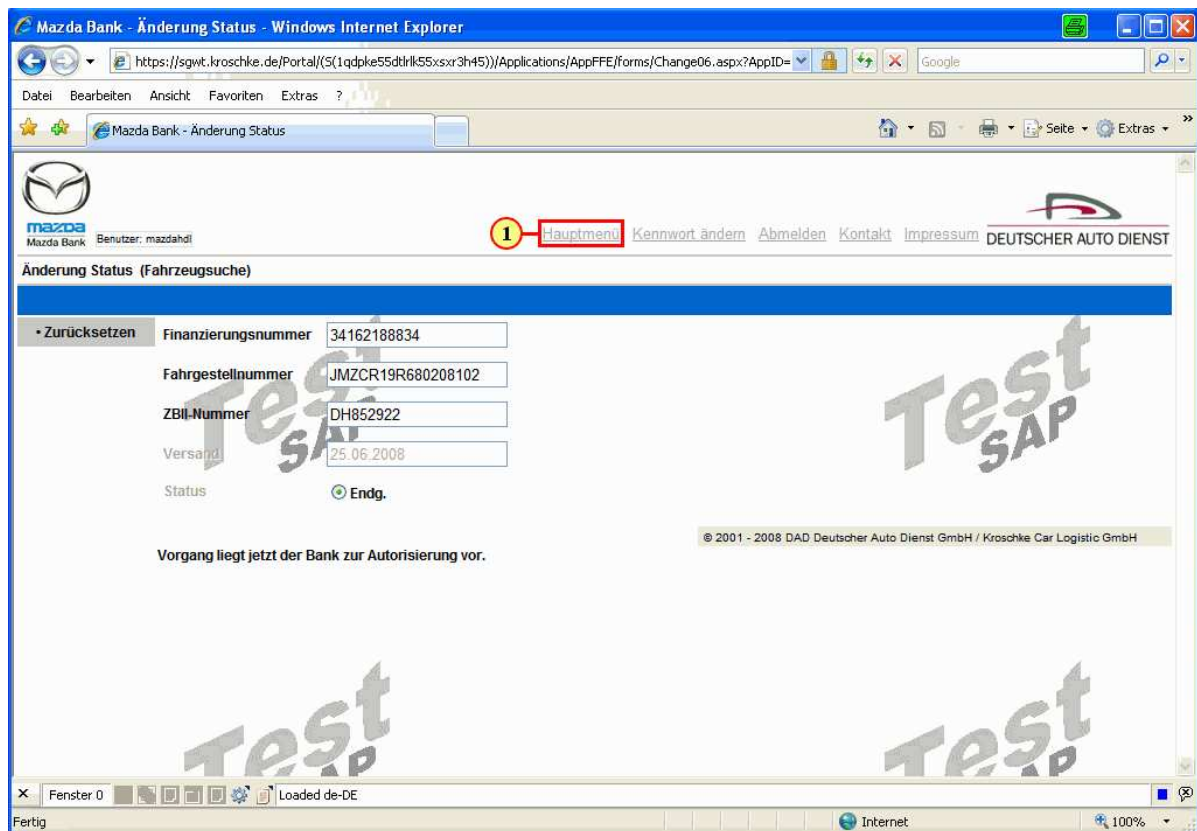 Mazda Bank - Änderung Status - Windows Internet Explorer
https://sgwt.kroschke.de/Portal/(S(1qdpke55dtlrlk55xsxr3h45))/Applications/AppFFE/forms/Change06.aspx?AppID=
Google
Datei Bearbeiten Ansicht Favoriten Extras ?
Mazda Bank - Änderung Status
Seite Extras »
mazda
Mazda Bank
Benutzer: mazdahdl
1 Hauptmenü Kennwort ändern Abmelden Kontakt Impressum
DEUTSCHER AUTO DIENST
Änderung Status (Fahrzeugsuche)
• Zurücksetzen
Finanzierungsnummer 34162188834
Fahrgestellnummer JMZCR19R680208102
ZBII-Nummer DH852922
Versand 25.06.2008
Status Endg.
Test SAP
Test SAP
© 2001 - 2008 DAD Deutscher Auto Dienst GmbH / Kroschke Car Logistic GmbH
Vorgang liegt jetzt der Bank zur Autorisierung vor.
Test SAP
Test SAP
× Fenster 0 Loaded de-DE
Fertig Internet 100%